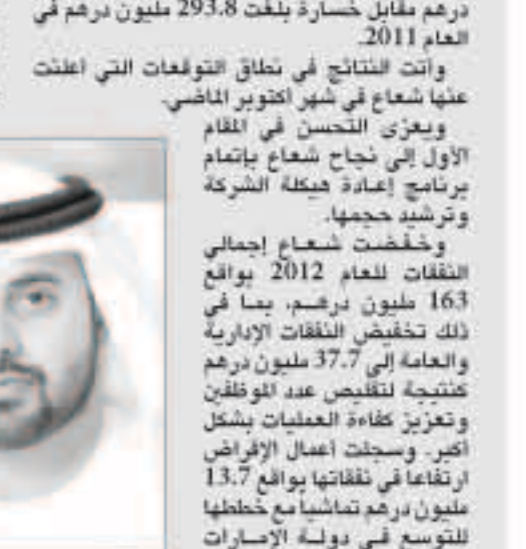 درهم مقابل خسارة بلغت 293.8 مليون درهم في
العام 2011.
وأتت النتائج في نطاق التوقعات التي أعلنت
عنها شعاع في شهر أكتوبر الماضي.
ويعزى التحسن في المقام
الأول إلى نجاح شعاع بإتمام
برنامج إعادة هيكلة الشركة
وترشيد حجمها.
وخفضت شعاع إجمالي
النفقات للعام 2012 بواقع
163 مليون درهم، بما في
ذلك تخفيض النفقات الإدارية
والعامة إلى 37.7 مليون درهم
كنتيجة لتقليص عدد الموظفين
وتعزيز كفاءة العمليات بشكل
أكبر. وسجلت أعمال الإقراض
ارتفاعا في نفقاتها بواقع 13.7
مليون درهم تماشيا مع خططها
للتوسع في دولة الإمارات